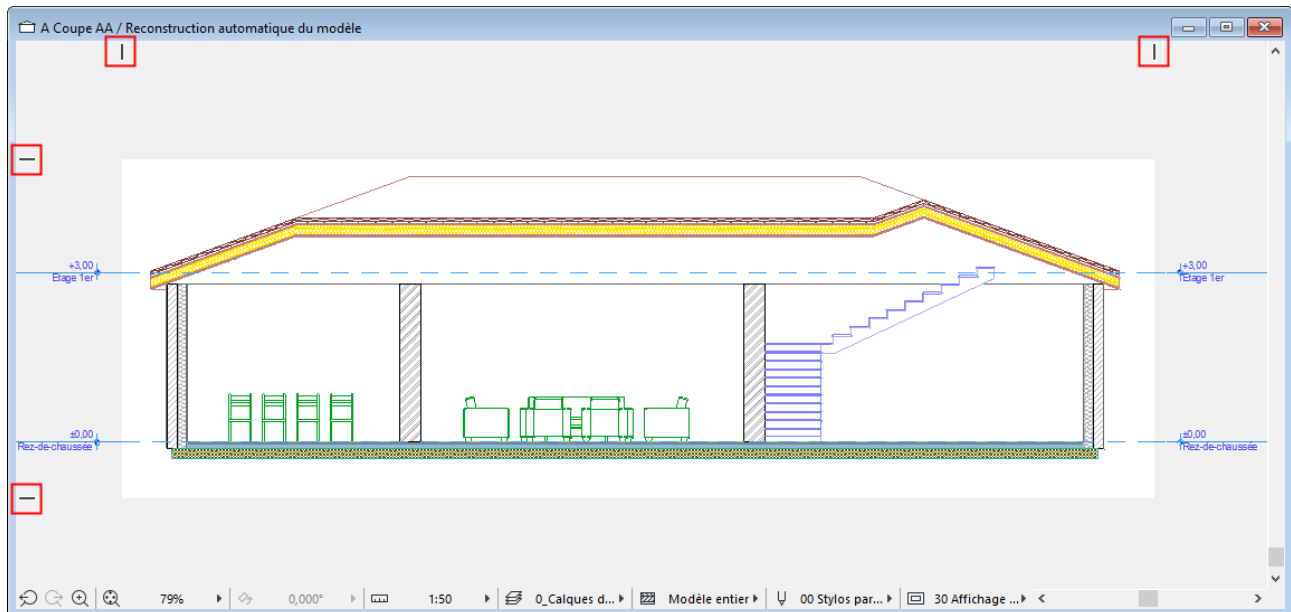 A Coupe AA / Reconstruction automatique du modèle
+3,00
Etage 1er
+3,00
Etage 1er
±0,00
Rez-de-chaussée
±0,00
Rez-de-chaussée
79% 0,000° 1:50 0_Calques d... Modèle entier 00 Stylos par... 30 Affichage ...